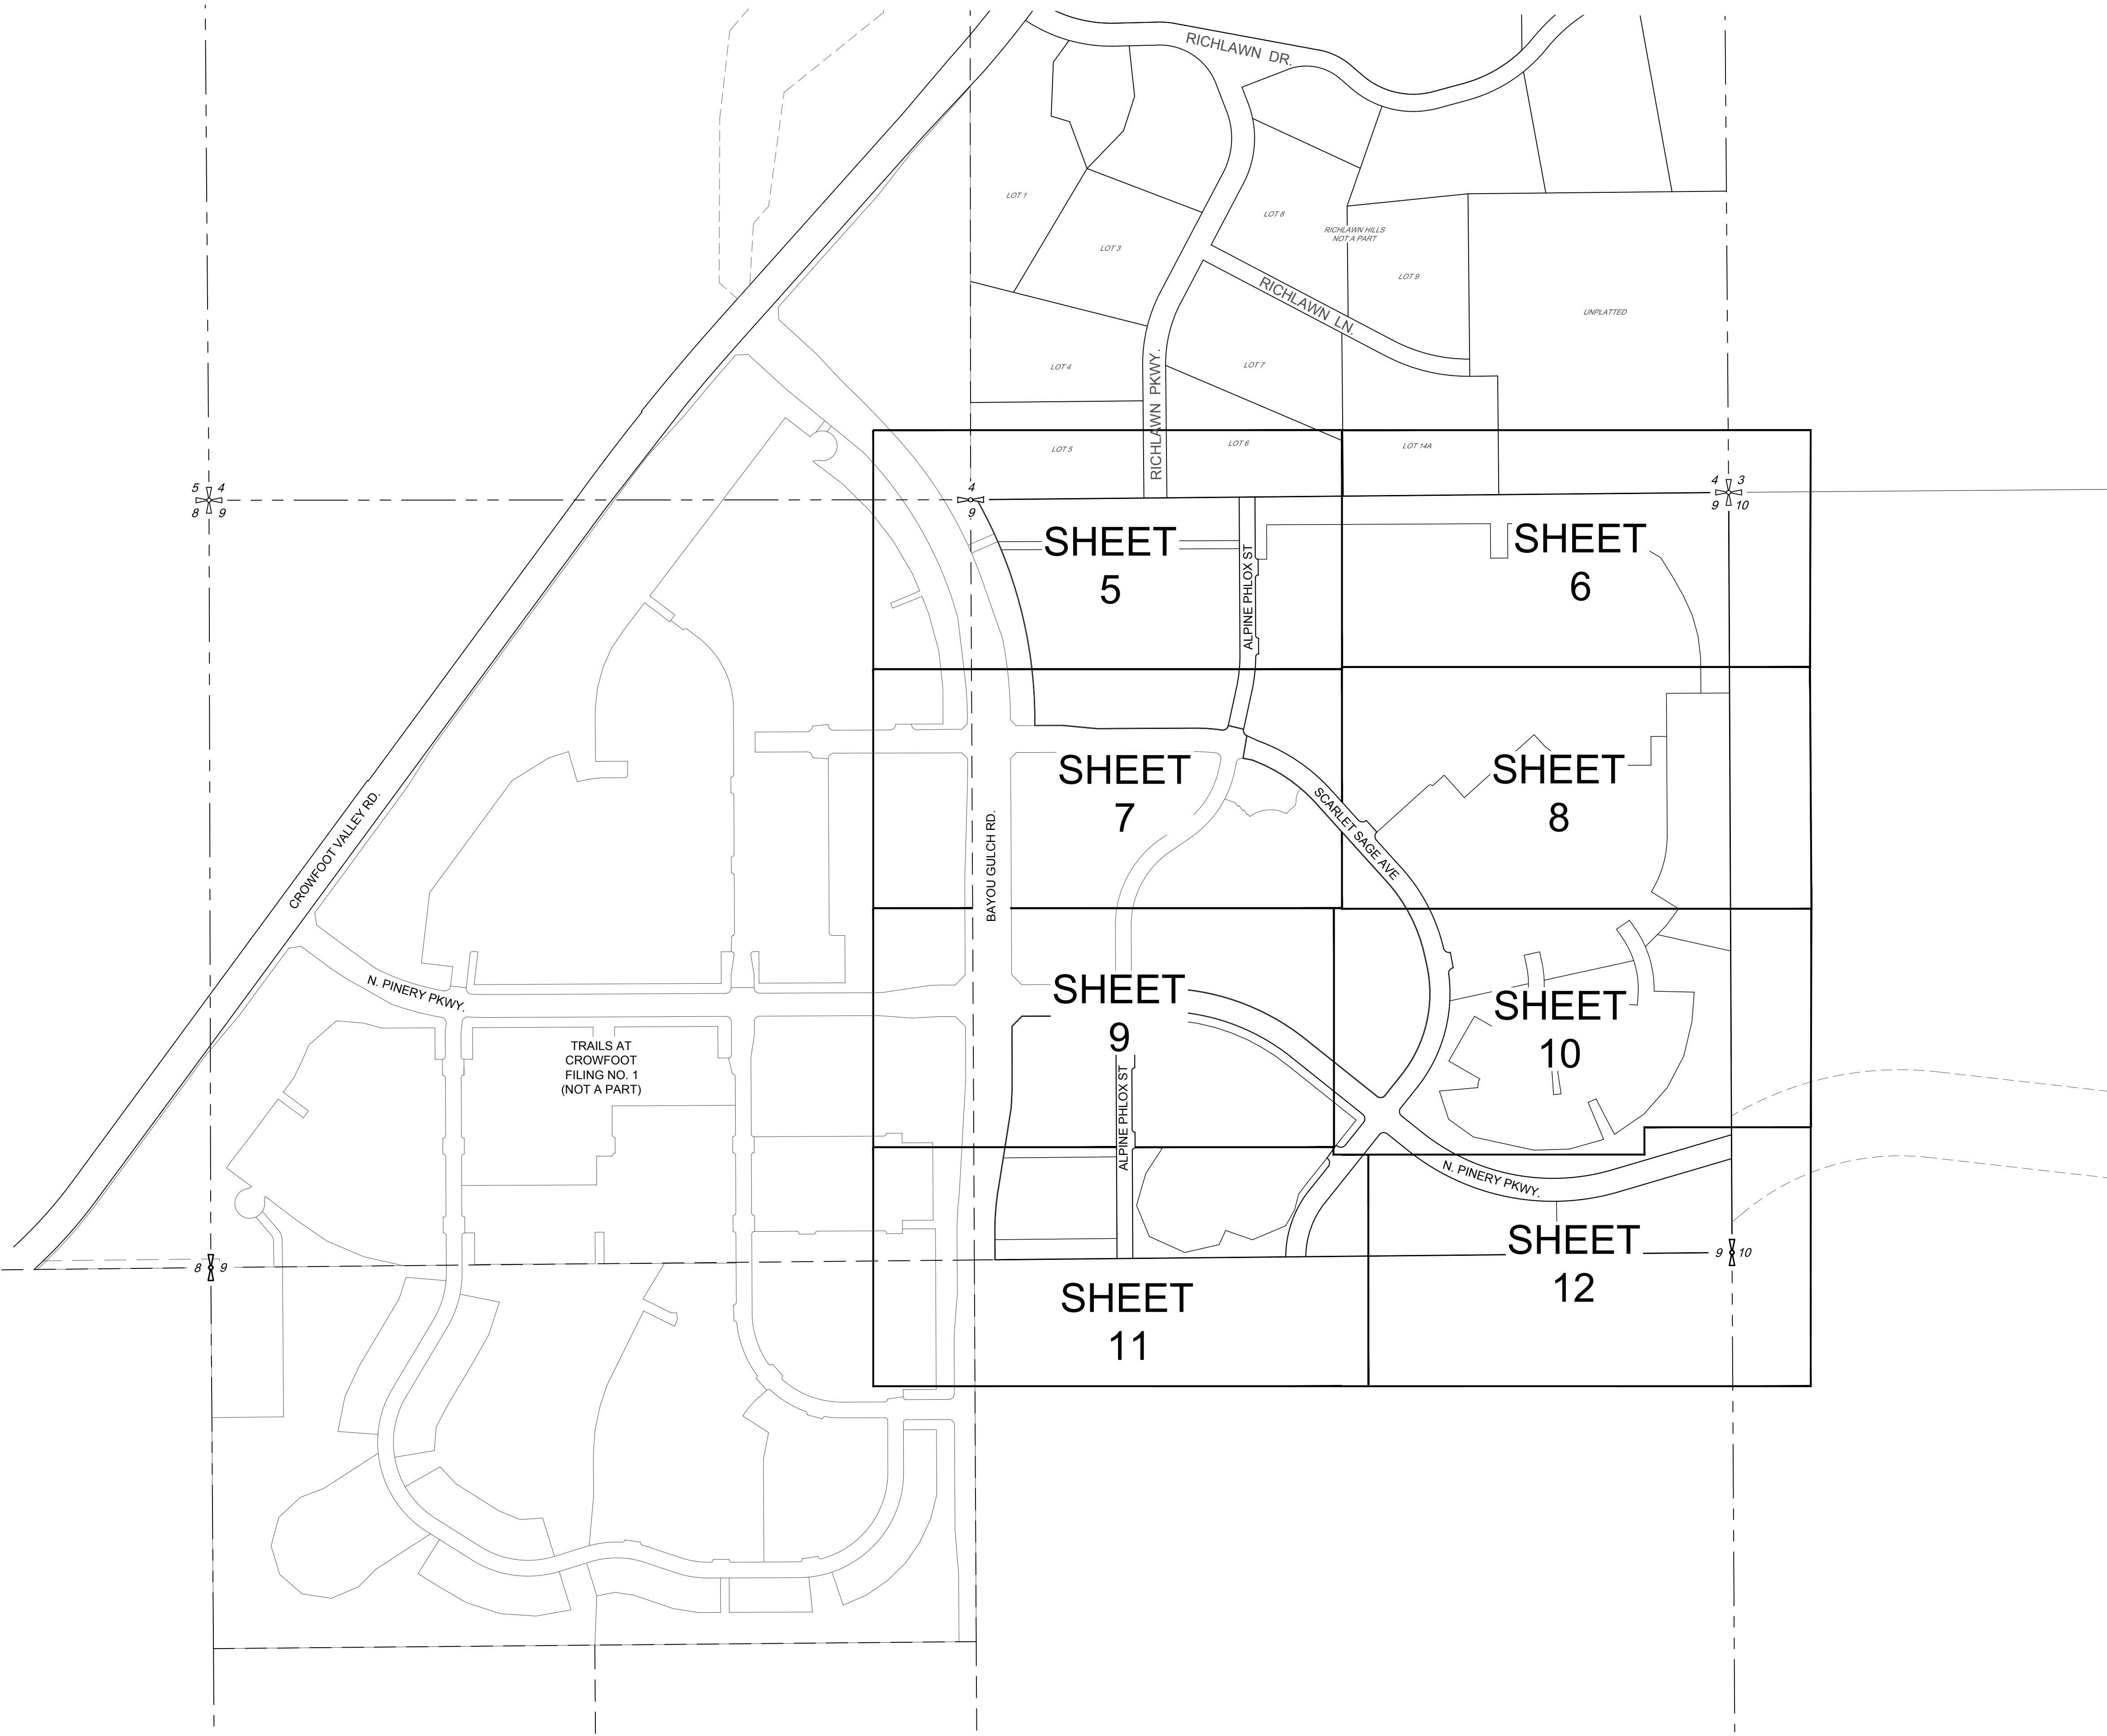 RICHLAWN DR.
LOT 1
LOT 8
RICHLAWN HILLS
NOT A PART
LOT 3
LOT 9
RICHLAWN LN.
UNPLATTED
LOT 4
LOT 7
RICHLAWN PKWY.
LOT 5
LOT 6
LOT 14A
5 4
8 9
4
9
4 3
9 10
SHEET
5
SHEET
6
ALPINE PHLOX ST
SHEET
7
SHEET
8
SCARLET SAGE AVE
CROWFOOT VALLEY RD.
BAYOU GULCH RD.
N. PINERY PKWY.
SHEET
9
SHEET
10
TRAILS AT
CROWFOOT
FILING NO. 1
(NOT A PART)
ALPINE PHLOX ST
N. PINERY PKWY.
8 9
SHEET
11
SHEET
12
9 10